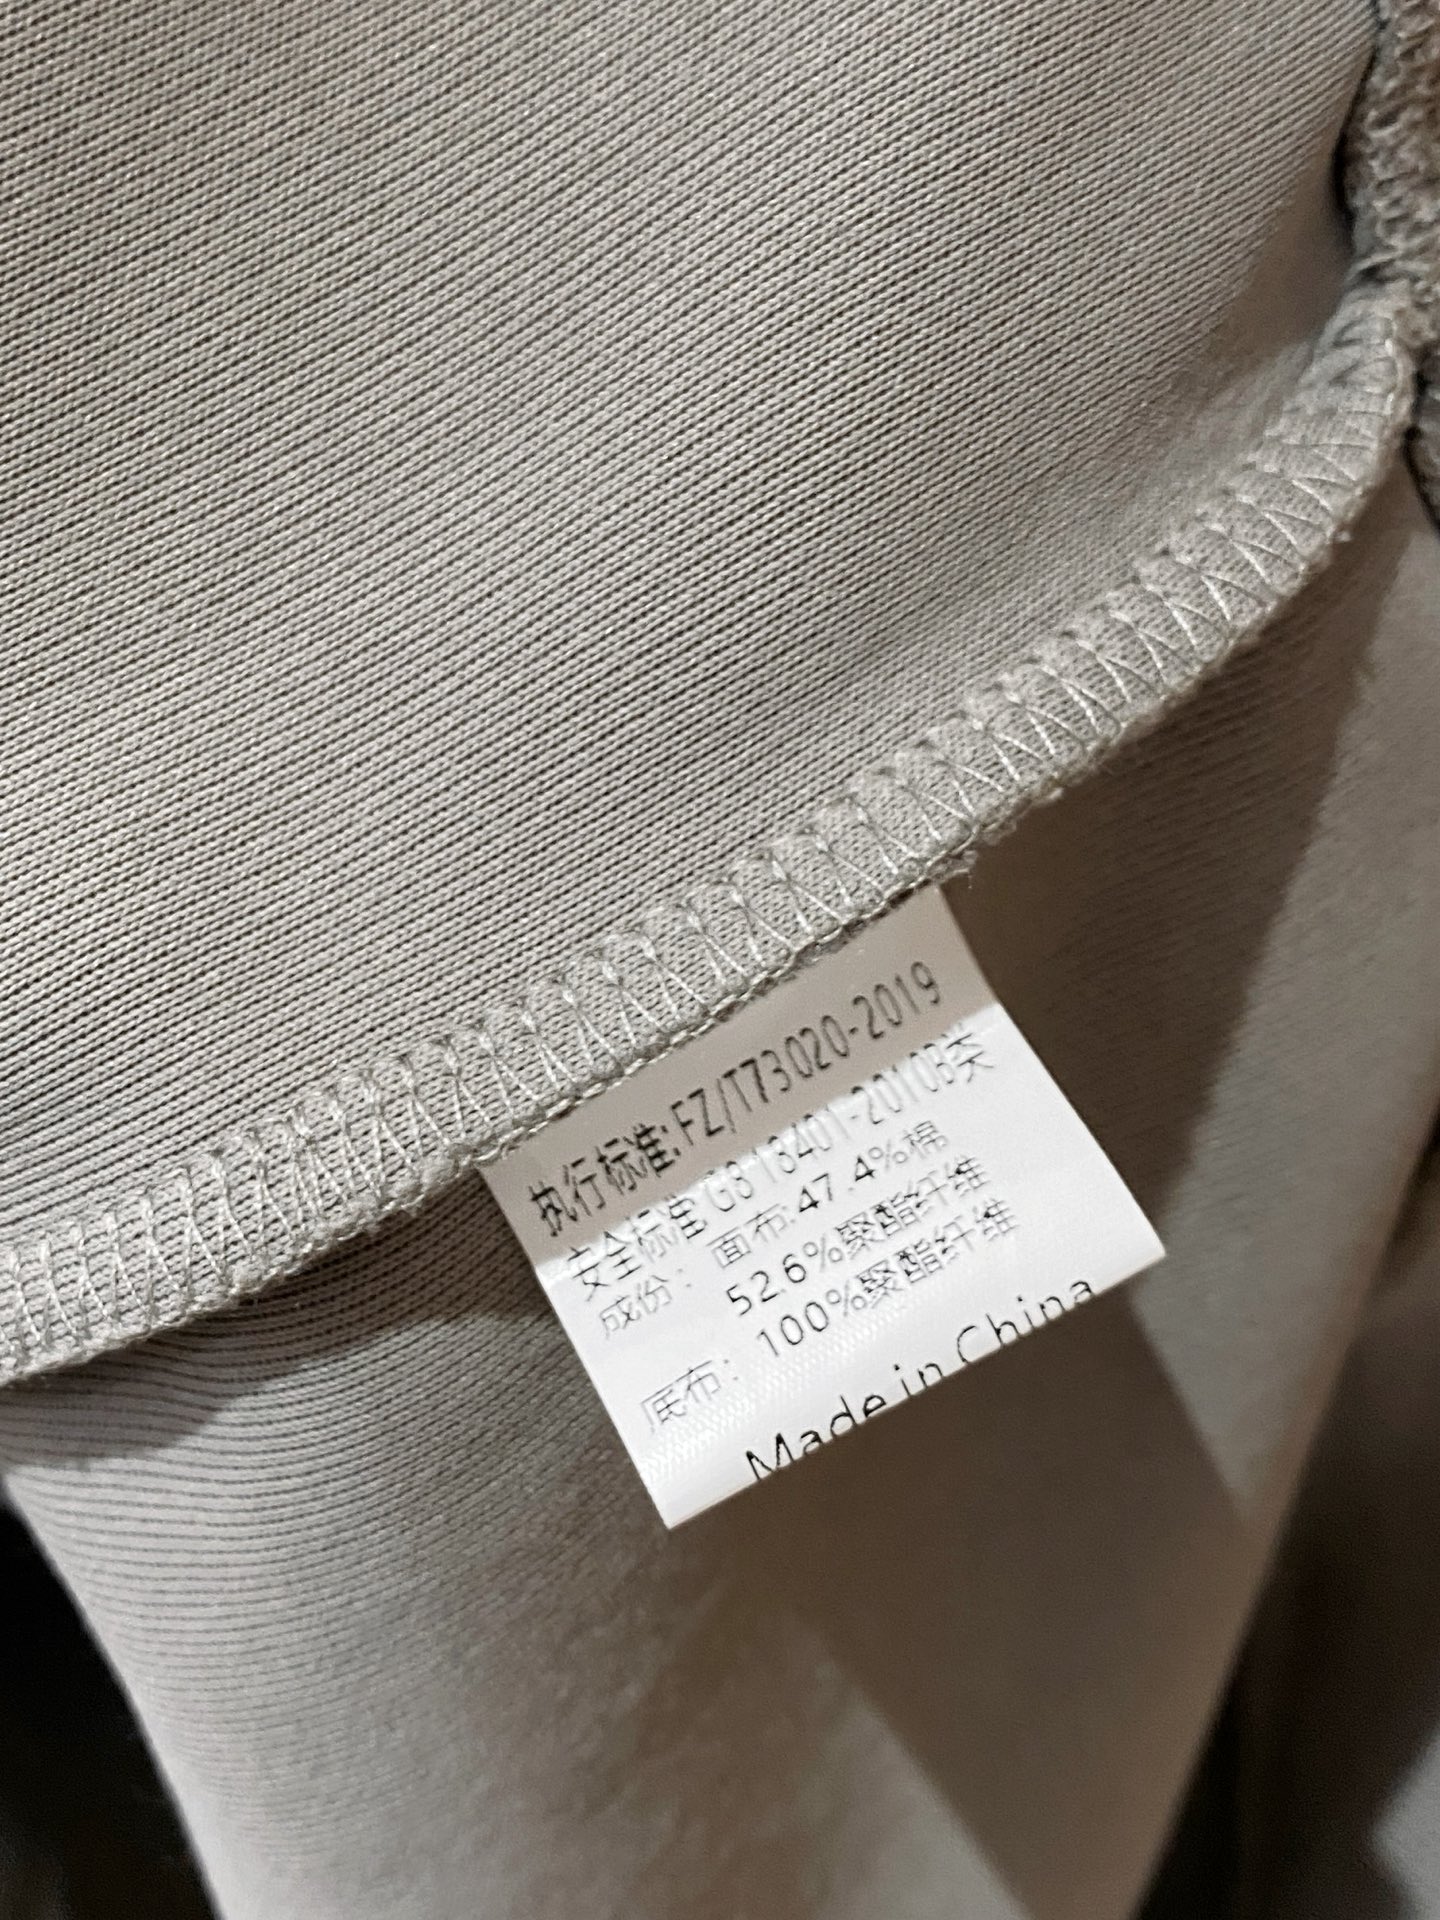 执行标准:FZ/T73020-2019
安全标准 GB 18401-2010B类
成份: 面布:47.4%棉
52.6%聚酯纤维
底布: 100%聚酯纤维
Made in China